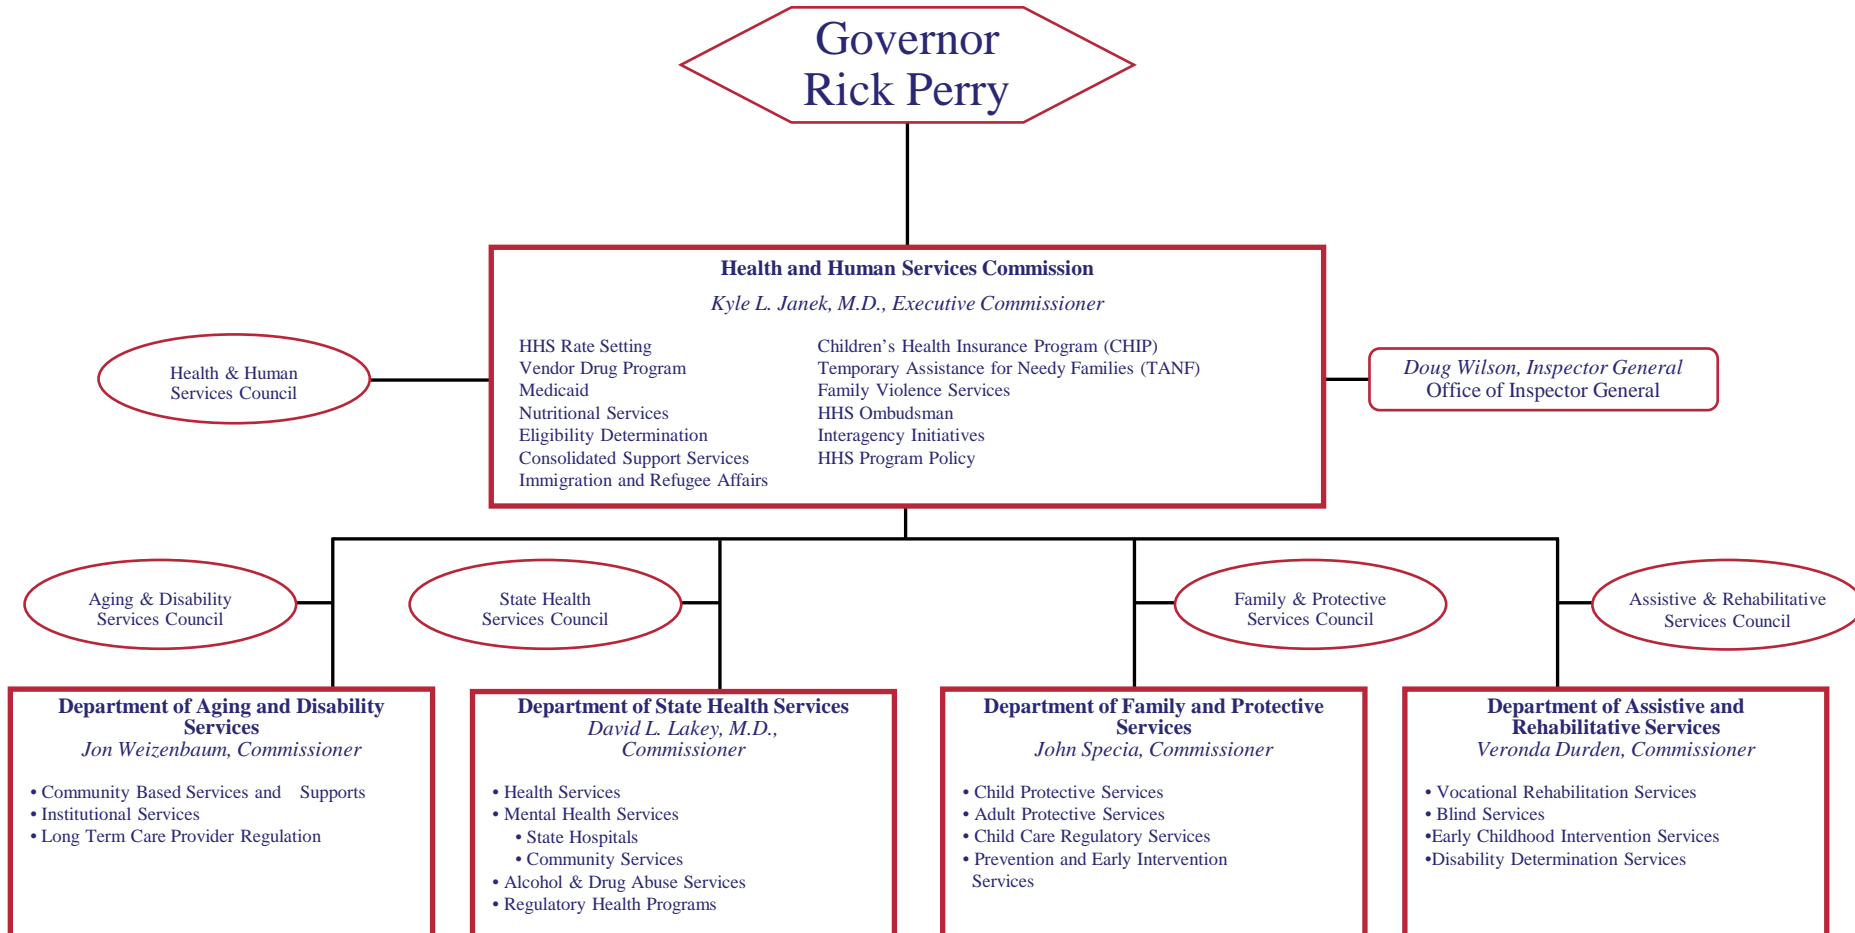 Governor
Rick Perry
Health and Human Services Commission
Kyle L. Janek, M.D., Executive Commissioner
HHS Rate Setting
Vendor Drug Program
Medicaid
Nutritional Services
Eligibility Determination
Consolidated Support Services
Immigration and Refugee Affairs
Children’s Health Insurance Program (CHIP)
Temporary Assistance for Needy Families (TANF)
Family Violence Services
HHS Ombudsman
Interagency Initiatives
HHS Program Policy
Health & Human
Services Council
Doug Wilson, Inspector General
Office of Inspector General
Aging & Disability
Services Council
State Health
Services Council
Family & Protective
Services Council
Assistive & Rehabilitative
Services Council
Department of Aging and Disability
Services
Jon Weizenbaum, Commissioner
• Community Based Services and Supports
• Institutional Services
• Long Term Care Provider Regulation
Department of State Health Services
David L. Lakey, M.D.,
Commissioner
• Health Services
• Mental Health Services
• State Hospitals
• Community Services
• Alcohol & Drug Abuse Services
• Regulatory Health Programs
Department of Family and Protective
Services
John Specia, Commissioner
• Child Protective Services
• Adult Protective Services
• Child Care Regulatory Services
• Prevention and Early Intervention
Services
Department of Assistive and
Rehabilitative Services
Veronda Durden, Commissioner
• Vocational Rehabilitation Services
• Blind Services
•Early Childhood Intervention Services
•Disability Determination Services